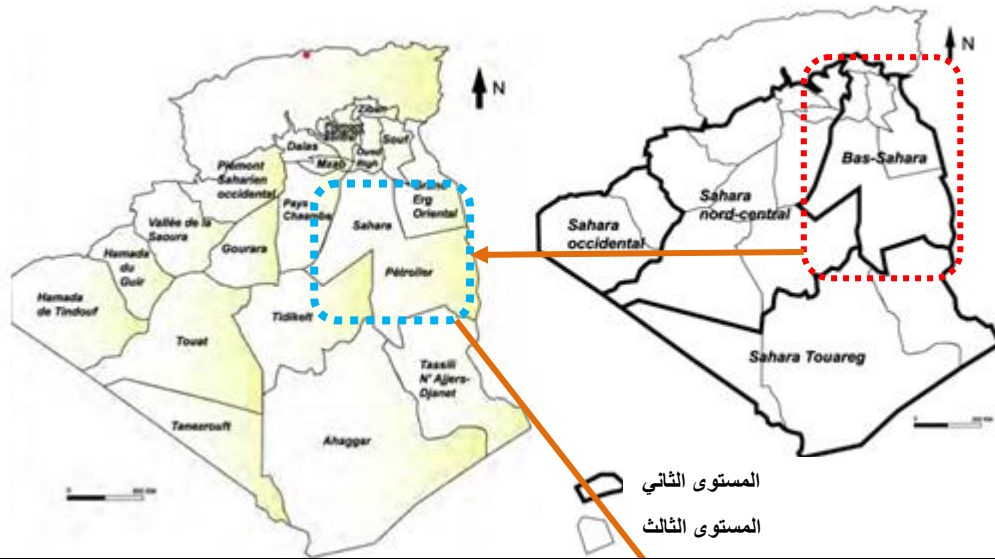 N
Ziban
Souf
Dalas
Mzab
Oued
Righ
Piémont
Saharien
occidental
Pays
Chaamba
Grand
Erg
Oriental
Vallée de la
Saoura
Gourara
Sahara
Hamada
du
Guir
Pétrolier
Hamada
de Tindouf
Touat
Tidikelt
Tassili
N' Ajjers-
Djanet
Tanezrouft
Ahaggar
0
N
Bas-Sahara
Sahara
nord-central
Sahara
occidental
Sahara Touareg
المستوى الثاني
المستوى الثالث